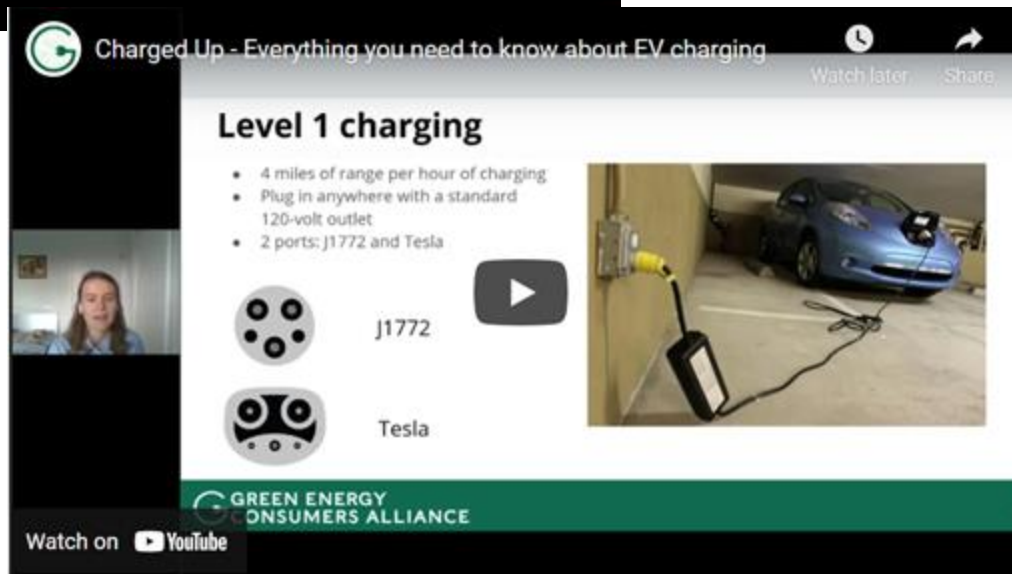 Charged Up - Everything you need to know about EV charging
Watch later
Share
Level 1 charging
• 4 miles of range per hour of charging
• Plug in anywhere with a standard
120-volt outlet
• 2 ports: J1772 and Tesla
J1772
Tesla
GREEN ENERGY
CONSUMERS ALLIANCE
Watch on YouTube